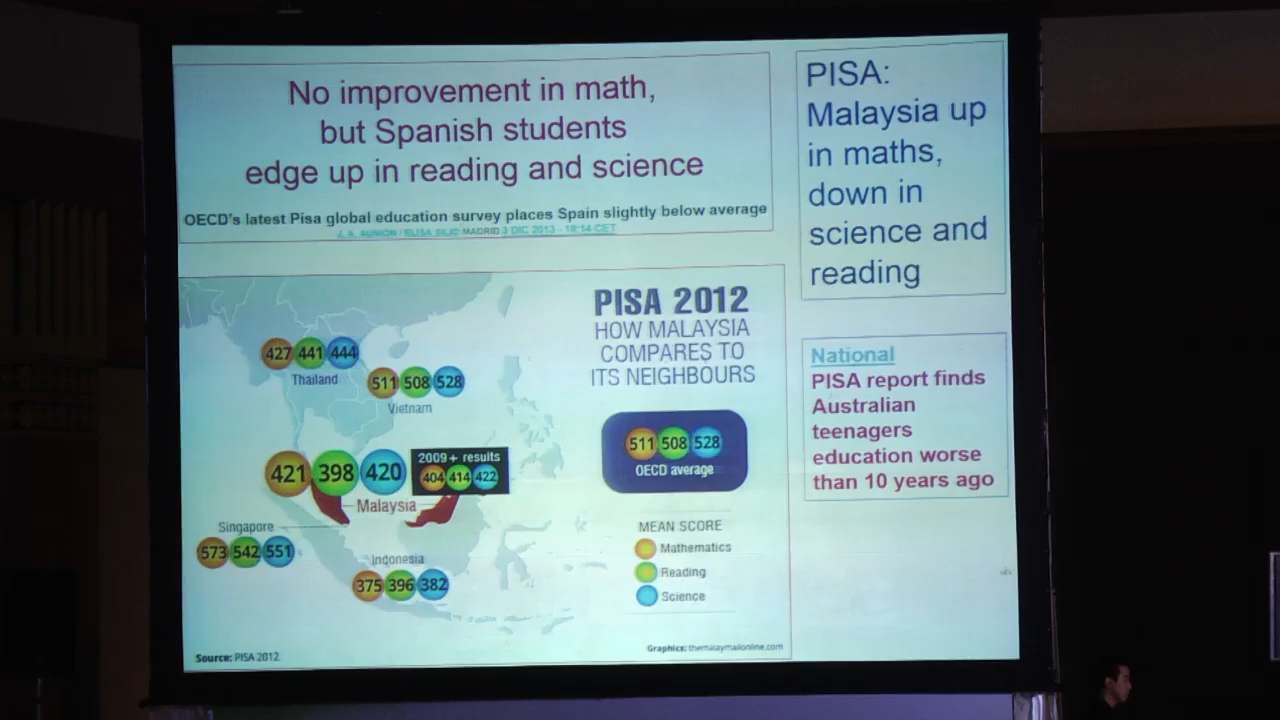 No improvement in math,
but Spanish students
edge up in reading and science
OECD's latest Pisa global education survey places Spain slightly below average
J. A. AUNIÓN / ELISA SILIÓ MADRID 3 DIC 2013 - 18:14 CET
PISA:
Malaysia up
in maths,
down in
science and
reading
PISA 2012
HOW MALAYSIA
COMPARES TO
ITS NEIGHBOURS
427 441 444
Thailand
511 508 528
Vietnam
421 398 420
Malaysia
2009+ results
404 414 422
Singapore
573 542 551
Indonesia
375 396 382
511 508 528
OECD average
MEAN SCORE
Mathematics
Reading
Science
Source: PISA 2012
Graphics: themalaymailonline.com
National
PISA report finds
Australian
teenagers
education worse
than 10 years ago